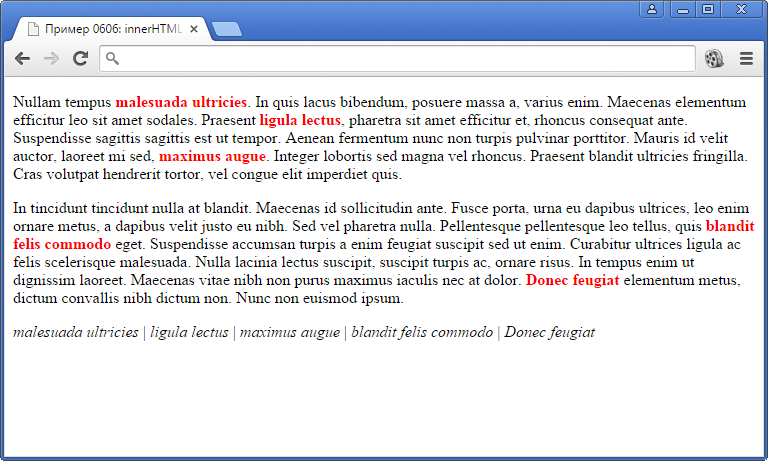 Пример 0606: innerHTML
Nullam tempus malesuada ultricies. In quis lacus bibendum, posuere massa a, varius enim. Maecenas elementum
efficitur leo sit amet sodales. Praesent ligula lectus, pharetra sit amet efficitur et, rhoncus consequat ante.
Suspendisse sagittis sagittis est ut tempor. Aenean fermentum nunc non turpis pulvinar porttitor. Mauris id velit
auctor, laoreet mi sed, maximus augue. Integer lobortis sed magna vel rhoncus. Praesent blandit ultricies fringilla.
Cras volutpat hendrerit tortor, vel congue elit imperdiet quis.
In tincidunt tincidunt nulla at blandit. Maecenas id sollicitudin ante. Fusce porta, urna eu dapibus ultrices, leo enim
ornare metus, a dapibus velit justo eu nibh. Sed vel pharetra nulla. Pellentesque pellentesque leo tellus, quis blandit
felis commodo eget. Suspendisse accumsan turpis a enim feugiat suscipit sed ut enim. Curabitur ultrices ligula ac
felis scelerisque malesuada. Nulla lacinia lectus suscipit, suscipit turpis ac, ornare risus. In tempus enim ut
dignissim laoreet. Maecenas vitae nibh non purus maximus iaculis nec at dolor. Donec feugiat elementum metus,
dictum convallis nibh dictum non. Nunc non euismod ipsum.
malesuada ultricies | ligula lectus | maximus augue | blandit felis commodo | Donec feugiat